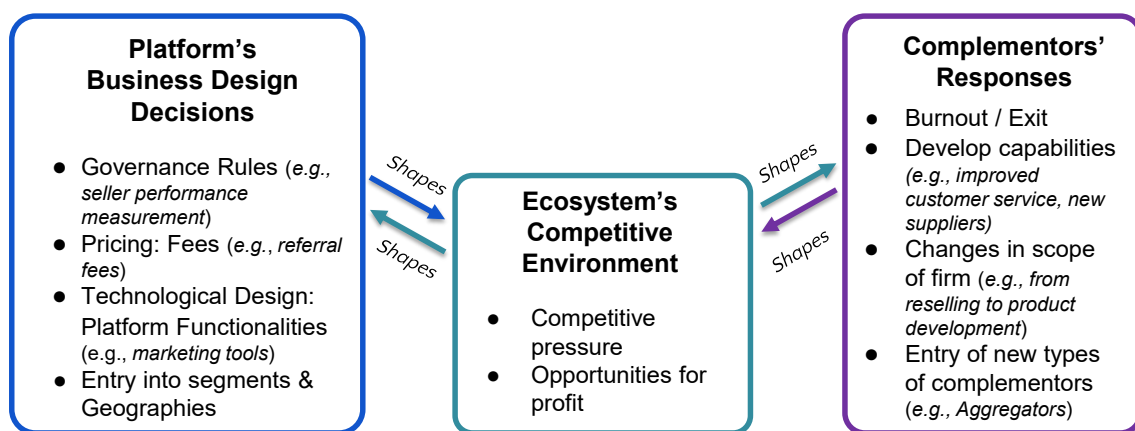 Platform's
Business Design
Decisions
● Governance Rules (e.g.,
seller performance
measurement)
● Pricing: Fees (e.g., referral
fees)
● Technological Design:
Platform Functionalities
(e.g., marketing tools)
● Entry into segments &
Geographies
Shapes
Shapes
Ecosystem's
Competitive
Environment
● Competitive
pressure
● Opportunities for
profit
Shapes
Shapes
Complementors'
Responses
● Burnout / Exit
● Develop capabilities
(e.g., improved
customer service, new
suppliers)
● Changes in scope
of firm (e.g., from
reselling to product
development)
● Entry of new types
of complementors
(e.g., Aggregators)